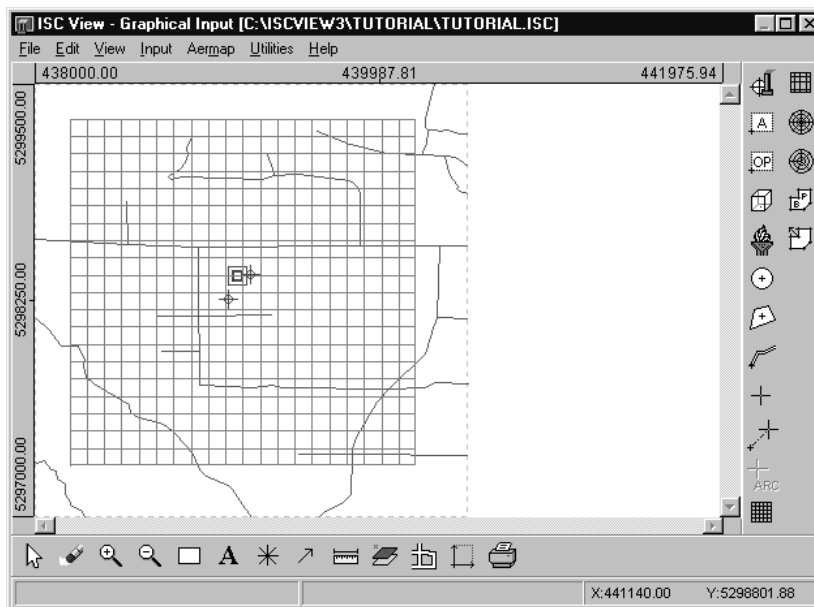 ISC View - Graphical Input [C:\ISCVIEW3\TUTORIAL\TUTORIAL.ISC]
File Edit View Input Aermap Utilities Help
438000.00 439987.81 441975.94
5299500.00
5298250.00
5297000.00
A
OP
P
B
ARC
A
X:441140.00 Y:5298801.88